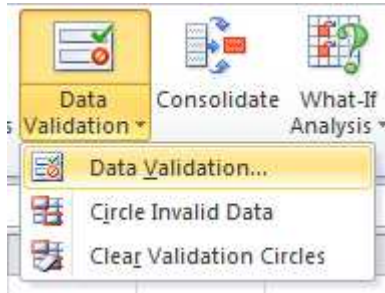 Data Validation
Consolidate
What-If Analysis
Data Validation...
Circle Invalid Data
Clear Validation Circles